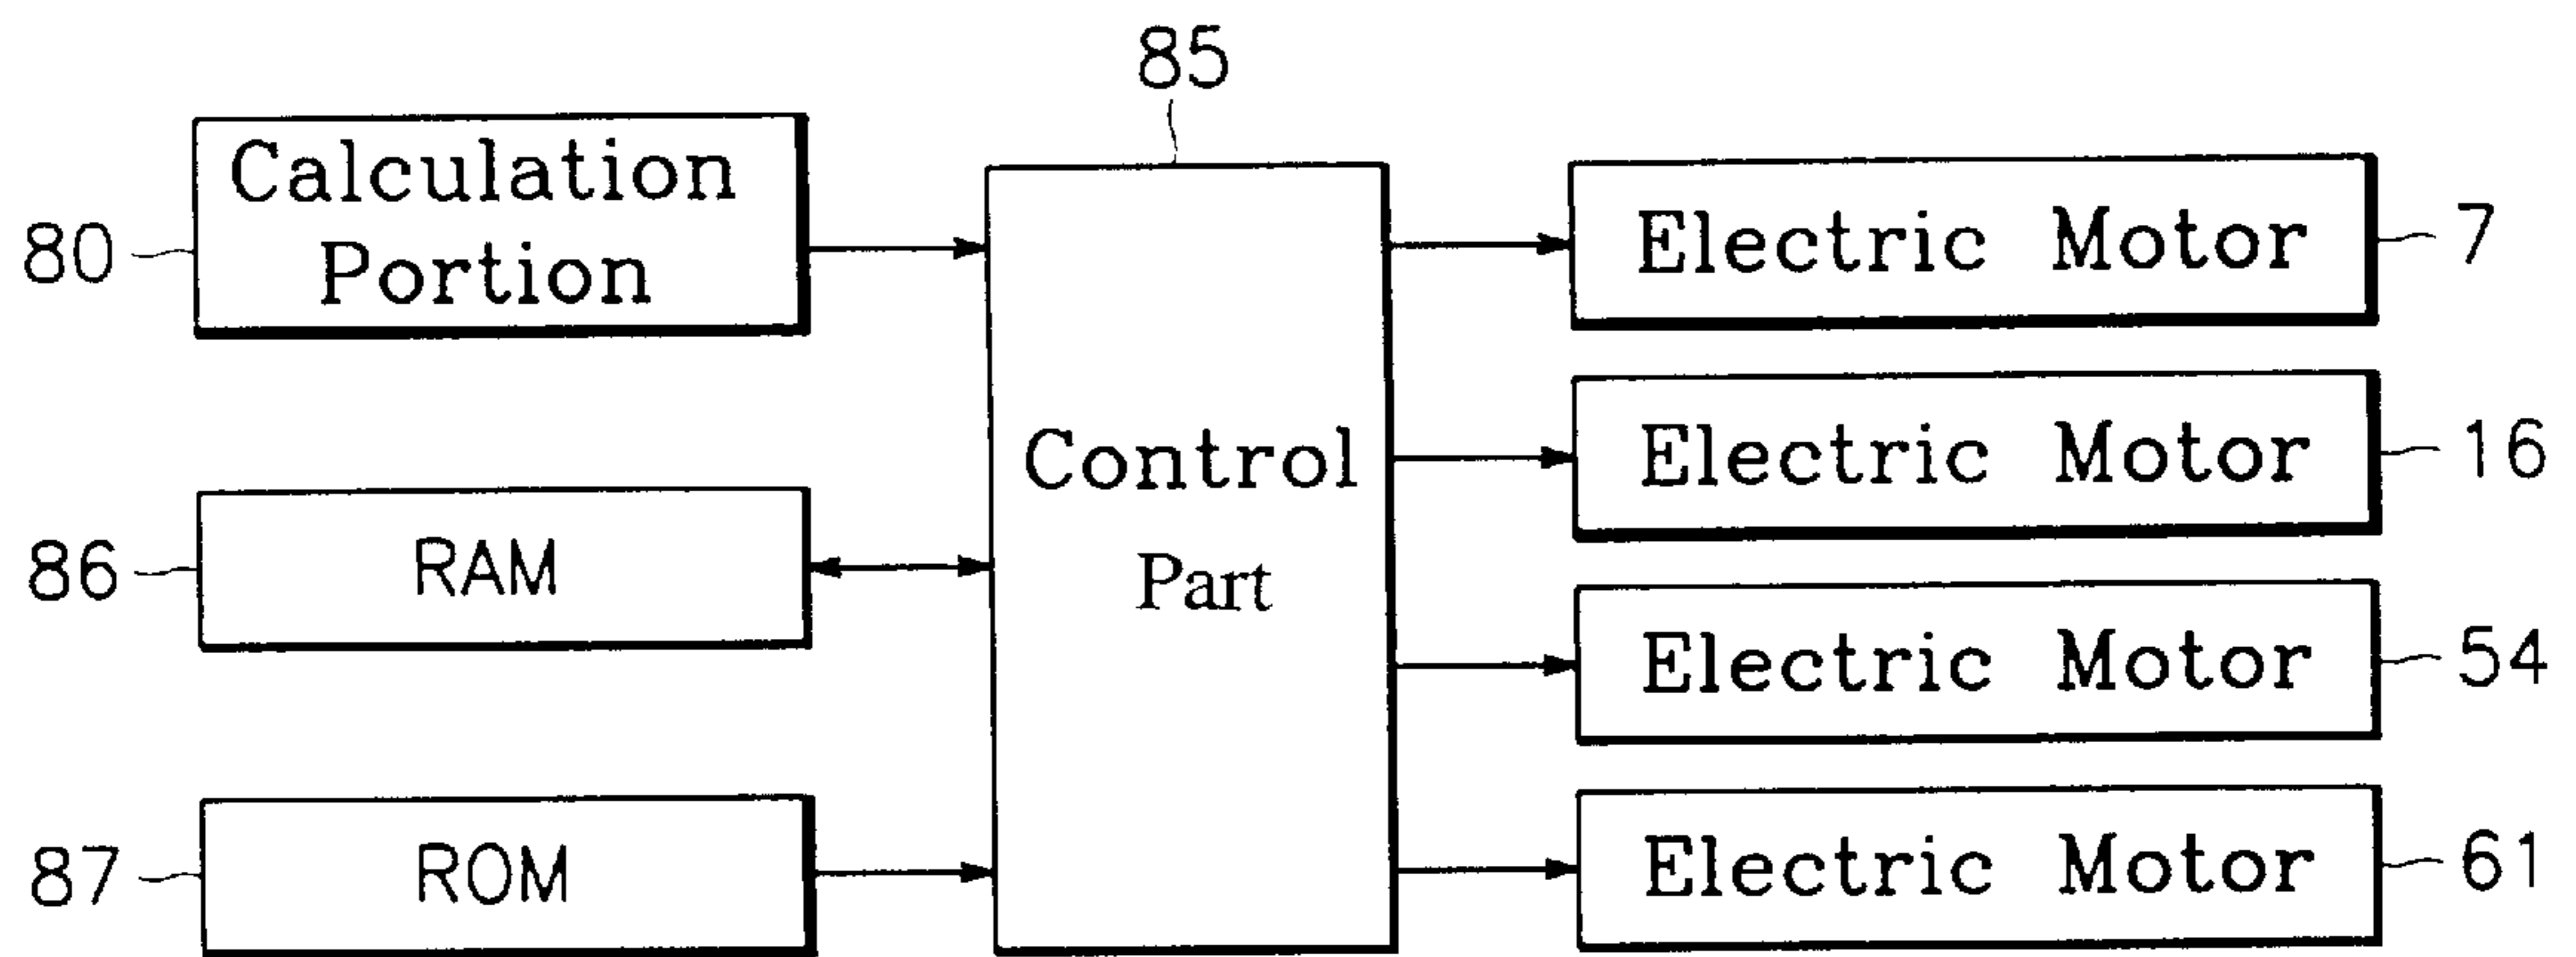 85
Calculation
Portion
80
Electric Motor
7
Control
Part
Electric Motor
16
RAM
86
Electric Motor
54
ROM
87
Electric Motor
61